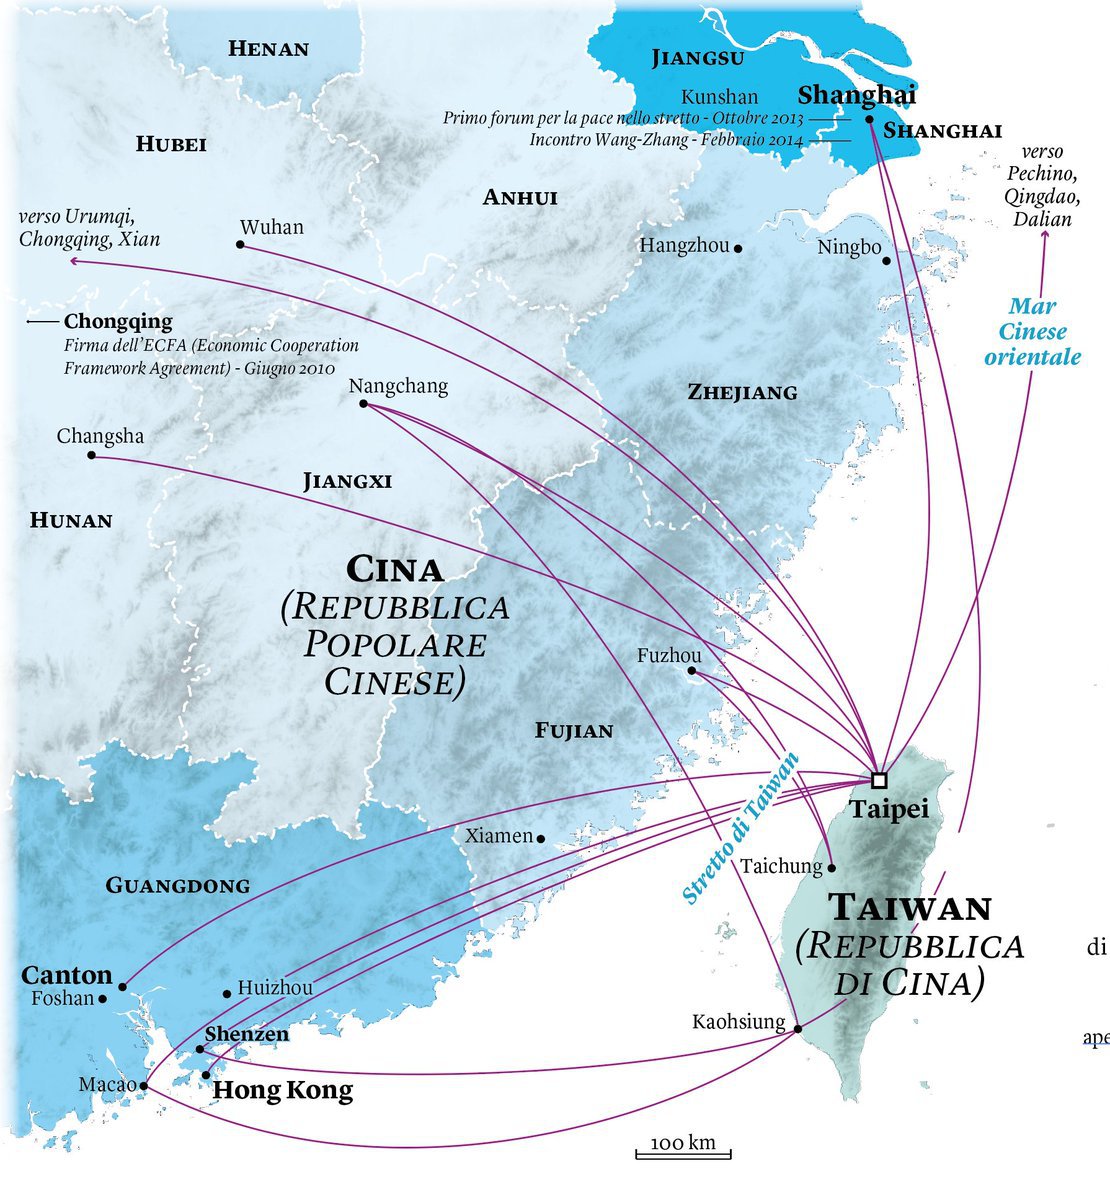 HENAN
JIANGSU
Kunshan
Shanghai
Primo forum per la pace nello stretto - Ottobre 2013
SHANGHAI
Incontro Wang-Zhang - Febbraio 2014
HUBEI
verso
Pechino,
Qingdao,
Dalian
ANHUI
verso Urumqi,
Chongqing, Xian
Wuhan
Hangzhou
Ningbo
Mar
Cinese
orientale
Chongqing
Firma dell'ECFA (Economic Cooperation
Framework Agreement) - Giugno 2010
Nangchang
ZHEJIANG
Changsha
JIANGXI
HUNAN
CINA
(REPUBBLICA
POPOLARE
CINESE)
Fuzhou
FUJIAN
Stretto di Taiwan
Taipei
Xiamen
Taichung
GUANGDONG
TAIWAN
(REPUBBLICA
DI CINA)
di
Canton
Foshan
Huizhou
Kaohsiung
Shenzen
ape
Macao
Hong Kong
100 km